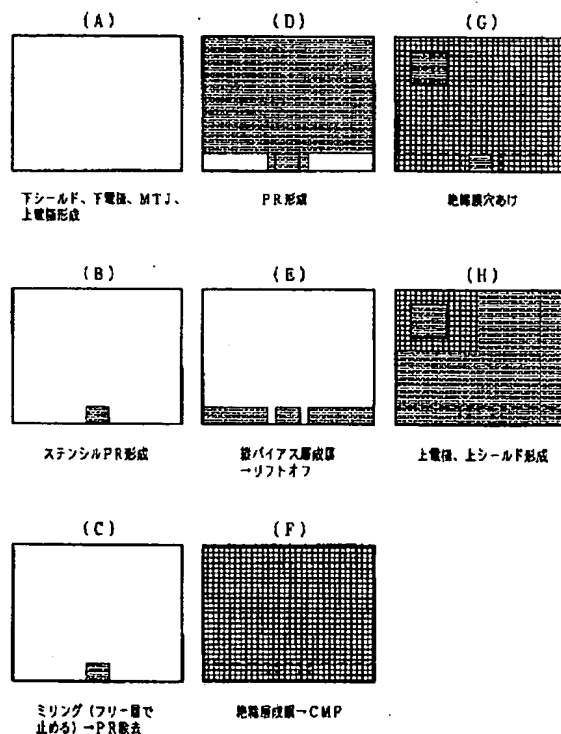 (A)
下シールド、下電極、MTJ、
上電極形成
(B)
ステンシルPR形成
(C)
ミリング(フリー層で
止める)→PR除去
(D)
PR形成
(E)
縦バイアス層成膜
→リフトオフ
(F)
絶縁層成膜→CMP
(G)
絶縁膜穴あけ
(H)
上電極、上シールド形成